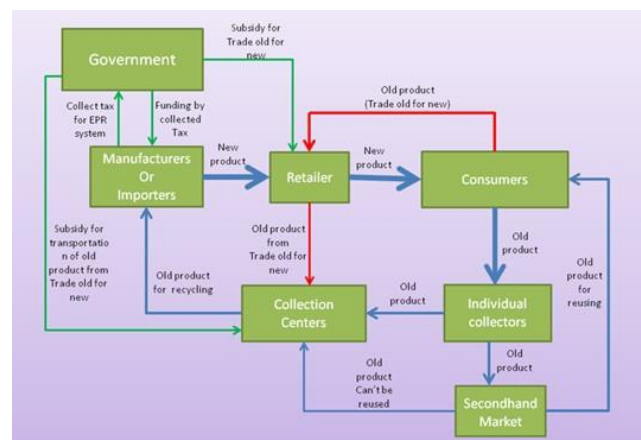 Subsidy for
Trade old for
new
Government
Old product
(Trade old for new)
Collect tax
for EPR
system
Funding by
collected
Tax
Manufacturers
Or
Importers
New
product
Retailer
New
product
Consumers
Subsidy for
transportatio
n of old
product from
Trade old for
new
Old product
for recycling
Old product
from
Trade old for
new
Old
product
Old
product
for
reusing
Collection
Centers
Old
product
Individual
collectors
Old
product
Old
product
Can't be
reused
Secondhand
Market